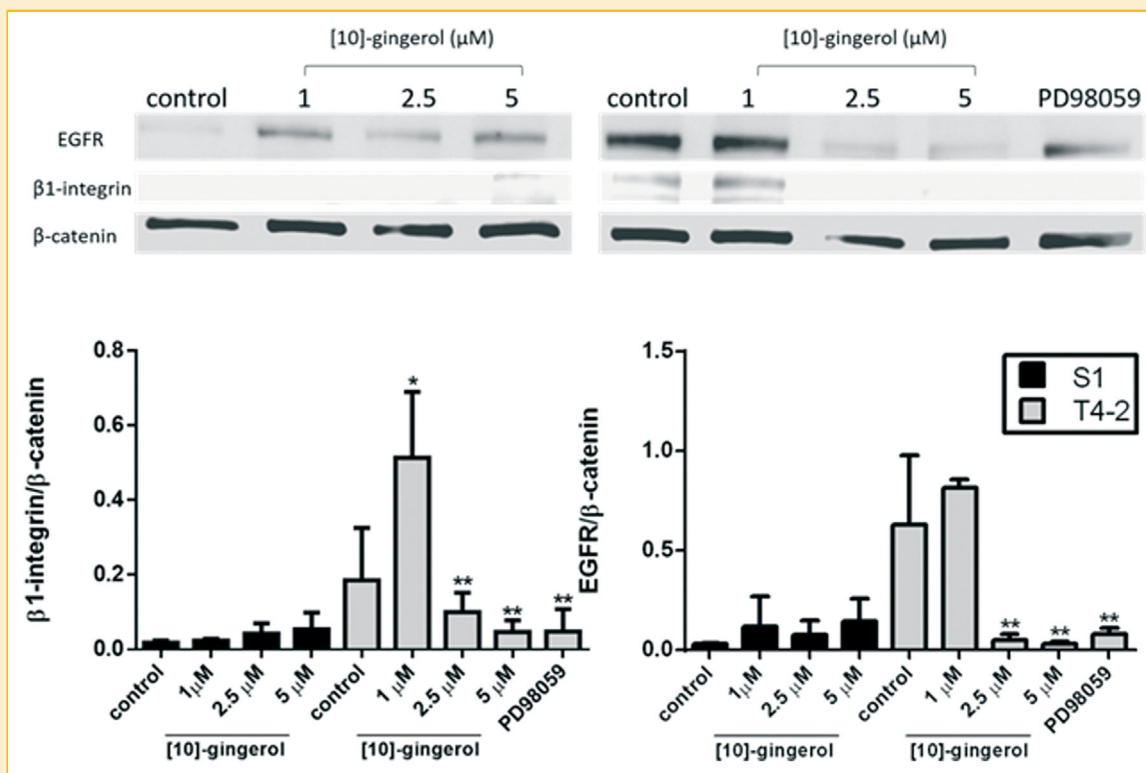 [10]-gingerol (μM)
control 1 2.5 5
[10]-gingerol (μM)
control 1 2.5 5 PD98059
EGFR
β1-integrin
β-catenin
β1-integrin/β-catenin
0.8
0.6
0.4
0.2
0.0
*
**
**
**
control
1μM
2.5 μM
5 μM
control
1 μM
2.5 μM
5 μM
PD98059
[10]-gingerol
[10]-gingerol
EGFR/β-catenin
1.5
1.0
0.5
0.0
S1
T4-2
**
**
**
control
1μM
2.5 μM
5 μM
control
1 μM
2.5 μM
5 μM
PD98059
[10]-gingerol
[10]-gingerol